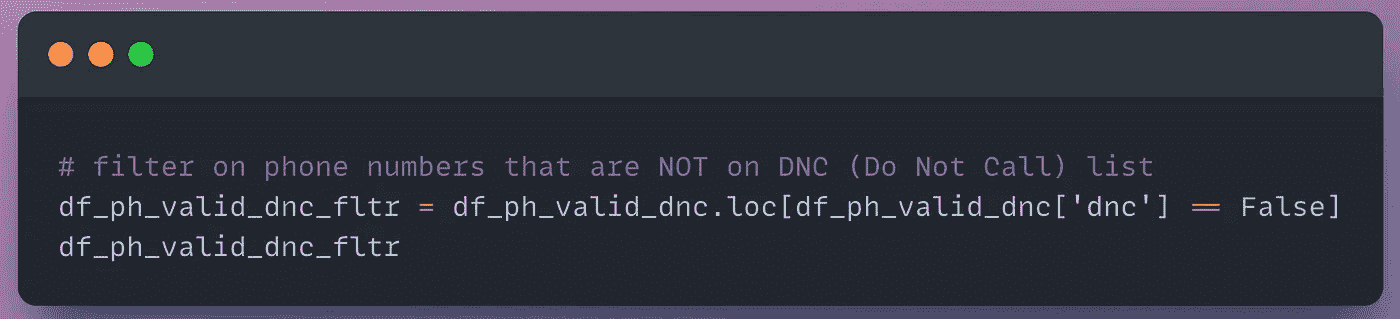 # filter on phone numbers that are NOT on DNC (Do Not Call) list
df_ph_valid_dnc_fltr = df_ph_valid_dnc.loc[df_ph_valid_dnc['dnc'] == False]
df_ph_valid_dnc_fltr